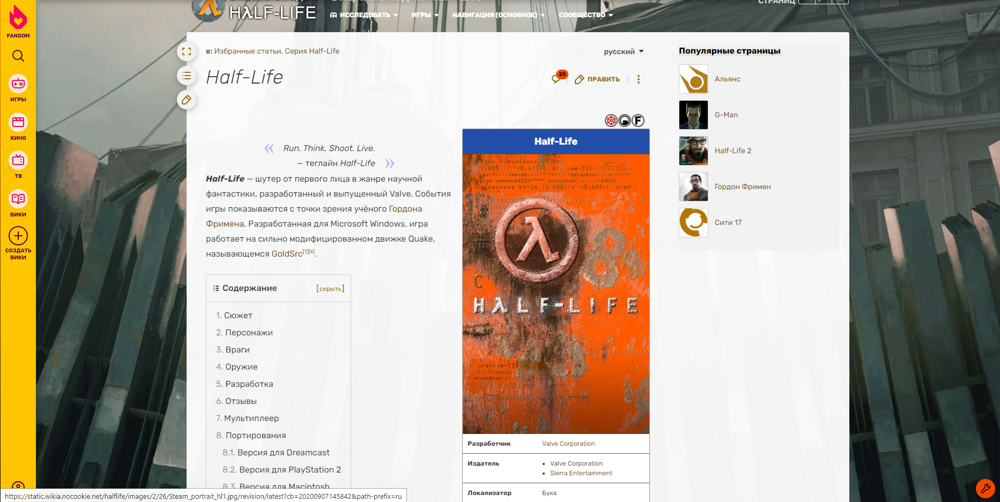 HALF-LIFE
ИССЛЕДОВАТЬ
ИГРЫ
НАВИГАЦИЯ (ОСНОВНОЕ)
СООБЩЕСТВО
СТРАНИЦ
FANDOM
ИГРЫ
КИНО
ТВ
ВИКИ
СОЗДАТЬ
ВИКИ
в: Избранные статьи, Серия Half-Life
русский
Half-Life
25
ПРАВИТЬ
F
« Run. Think. Shoot. Live.
— теглайн Half-Life »
Half-Life — шутер от первого лица в жанре научной
фантастики, разработанный и выпущенный Valve. События
игры показываются с точки зрения учёного Гордона
Фримена. Разработанная для Microsoft Windows, игра
работает на сильно модифицированном движке Quake,
называющемся GoldSrc[1][4].
Содержание [скрыть]
1. Сюжет
2. Персонажи
3. Враги
4. Оружие
5. Разработка
6. Отзывы
7. Мультиплеер
8. Портирования
8.1. Версия для Dreamcast
8.2. Версия для PlayStation 2
8.3. Версия для Macintosh
Half-Life
HALF-LIFE
Разработчик Valve Corporation
Издатель • Valve Corporation
• Sierra Entertainment
Локализатор Бука
Популярные страницы
Альянс
G-Man
Half-Life 2
Гордон Фримен
Сити 17
https://static.wikia.nocookie.net/halflife/images/2/26/Steam_portrait_hl1.jpg/revision/latest?cb=20200907145842&path-prefix=ru